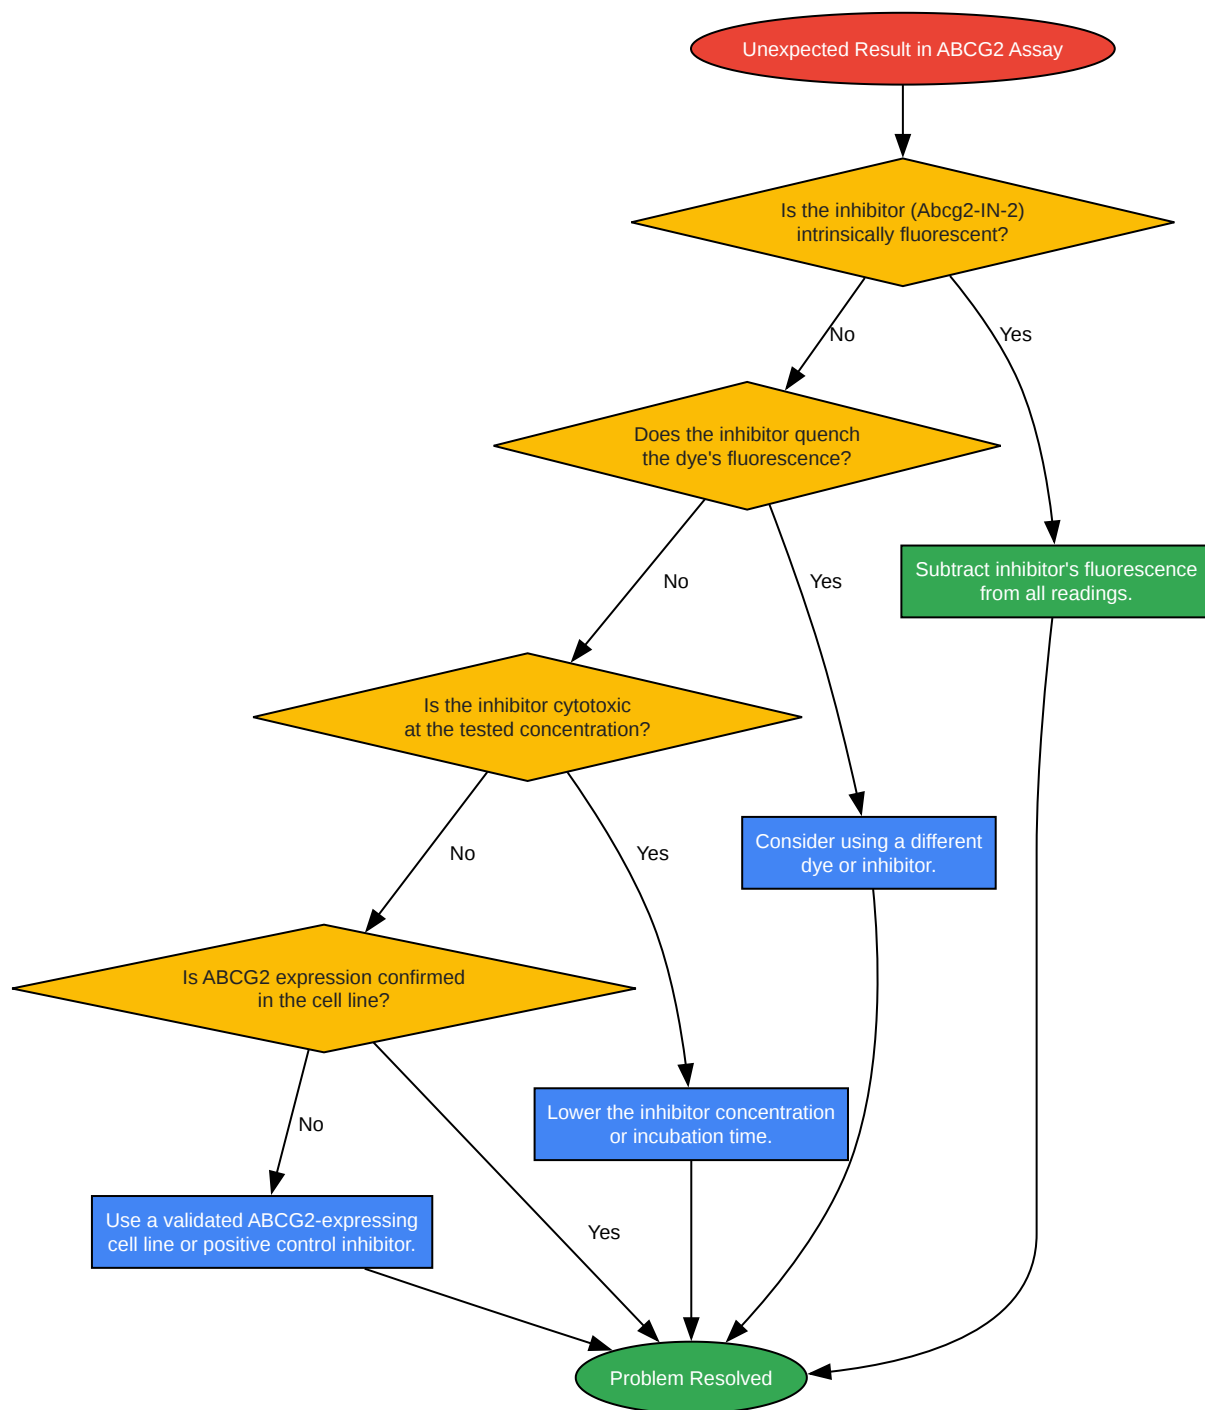 Unexpected Result in ABCG2 Assay
Is the inhibitor (Abcg2-IN-2)
intrinsically fluorescent?
No
Yes
Does the inhibitor quench
the dye's fluorescence?
Subtract inhibitor's fluorescence
from all readings.
No
Yes
Is the inhibitor cytotoxic
at the tested concentration?
Consider using a different
dye or inhibitor.
No
Yes
Is ABCG2 expression confirmed
in the cell line?
Lower the inhibitor concentration
or incubation time.
No
Yes
Use a validated ABCG2-expressing
cell line or positive control inhibitor.
Problem Resolved